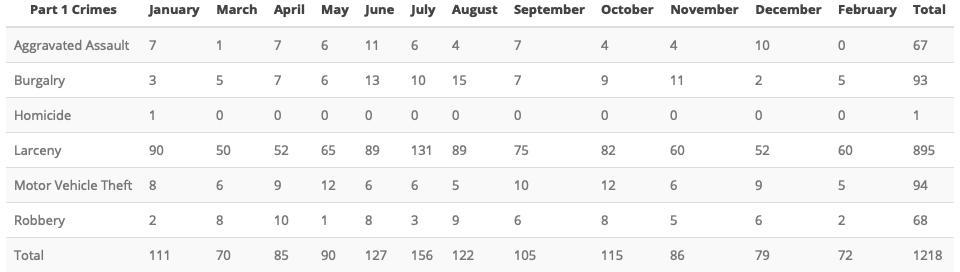 Part 1 Crimes January March April May June July August September October November December February Total
Aggravated Assault 7 1 7 6 11 6 4 7 4 4 10 0 67
Burgalry 3 5 7 6 13 10 15 7 9 11 2 5 93
Homicide 1 0 0 0 0 0 0 0 0 0 0 0 1
Larceny 90 50 52 65 89 131 89 75 82 60 52 60 895
Motor Vehicle Theft 8 6 9 12 6 6 5 10 12 6 9 5 94
Robbery 2 8 10 1 8 3 9 6 8 5 6 2 68
Total 111 70 85 90 127 156 122 105 115 86 79 72 1218